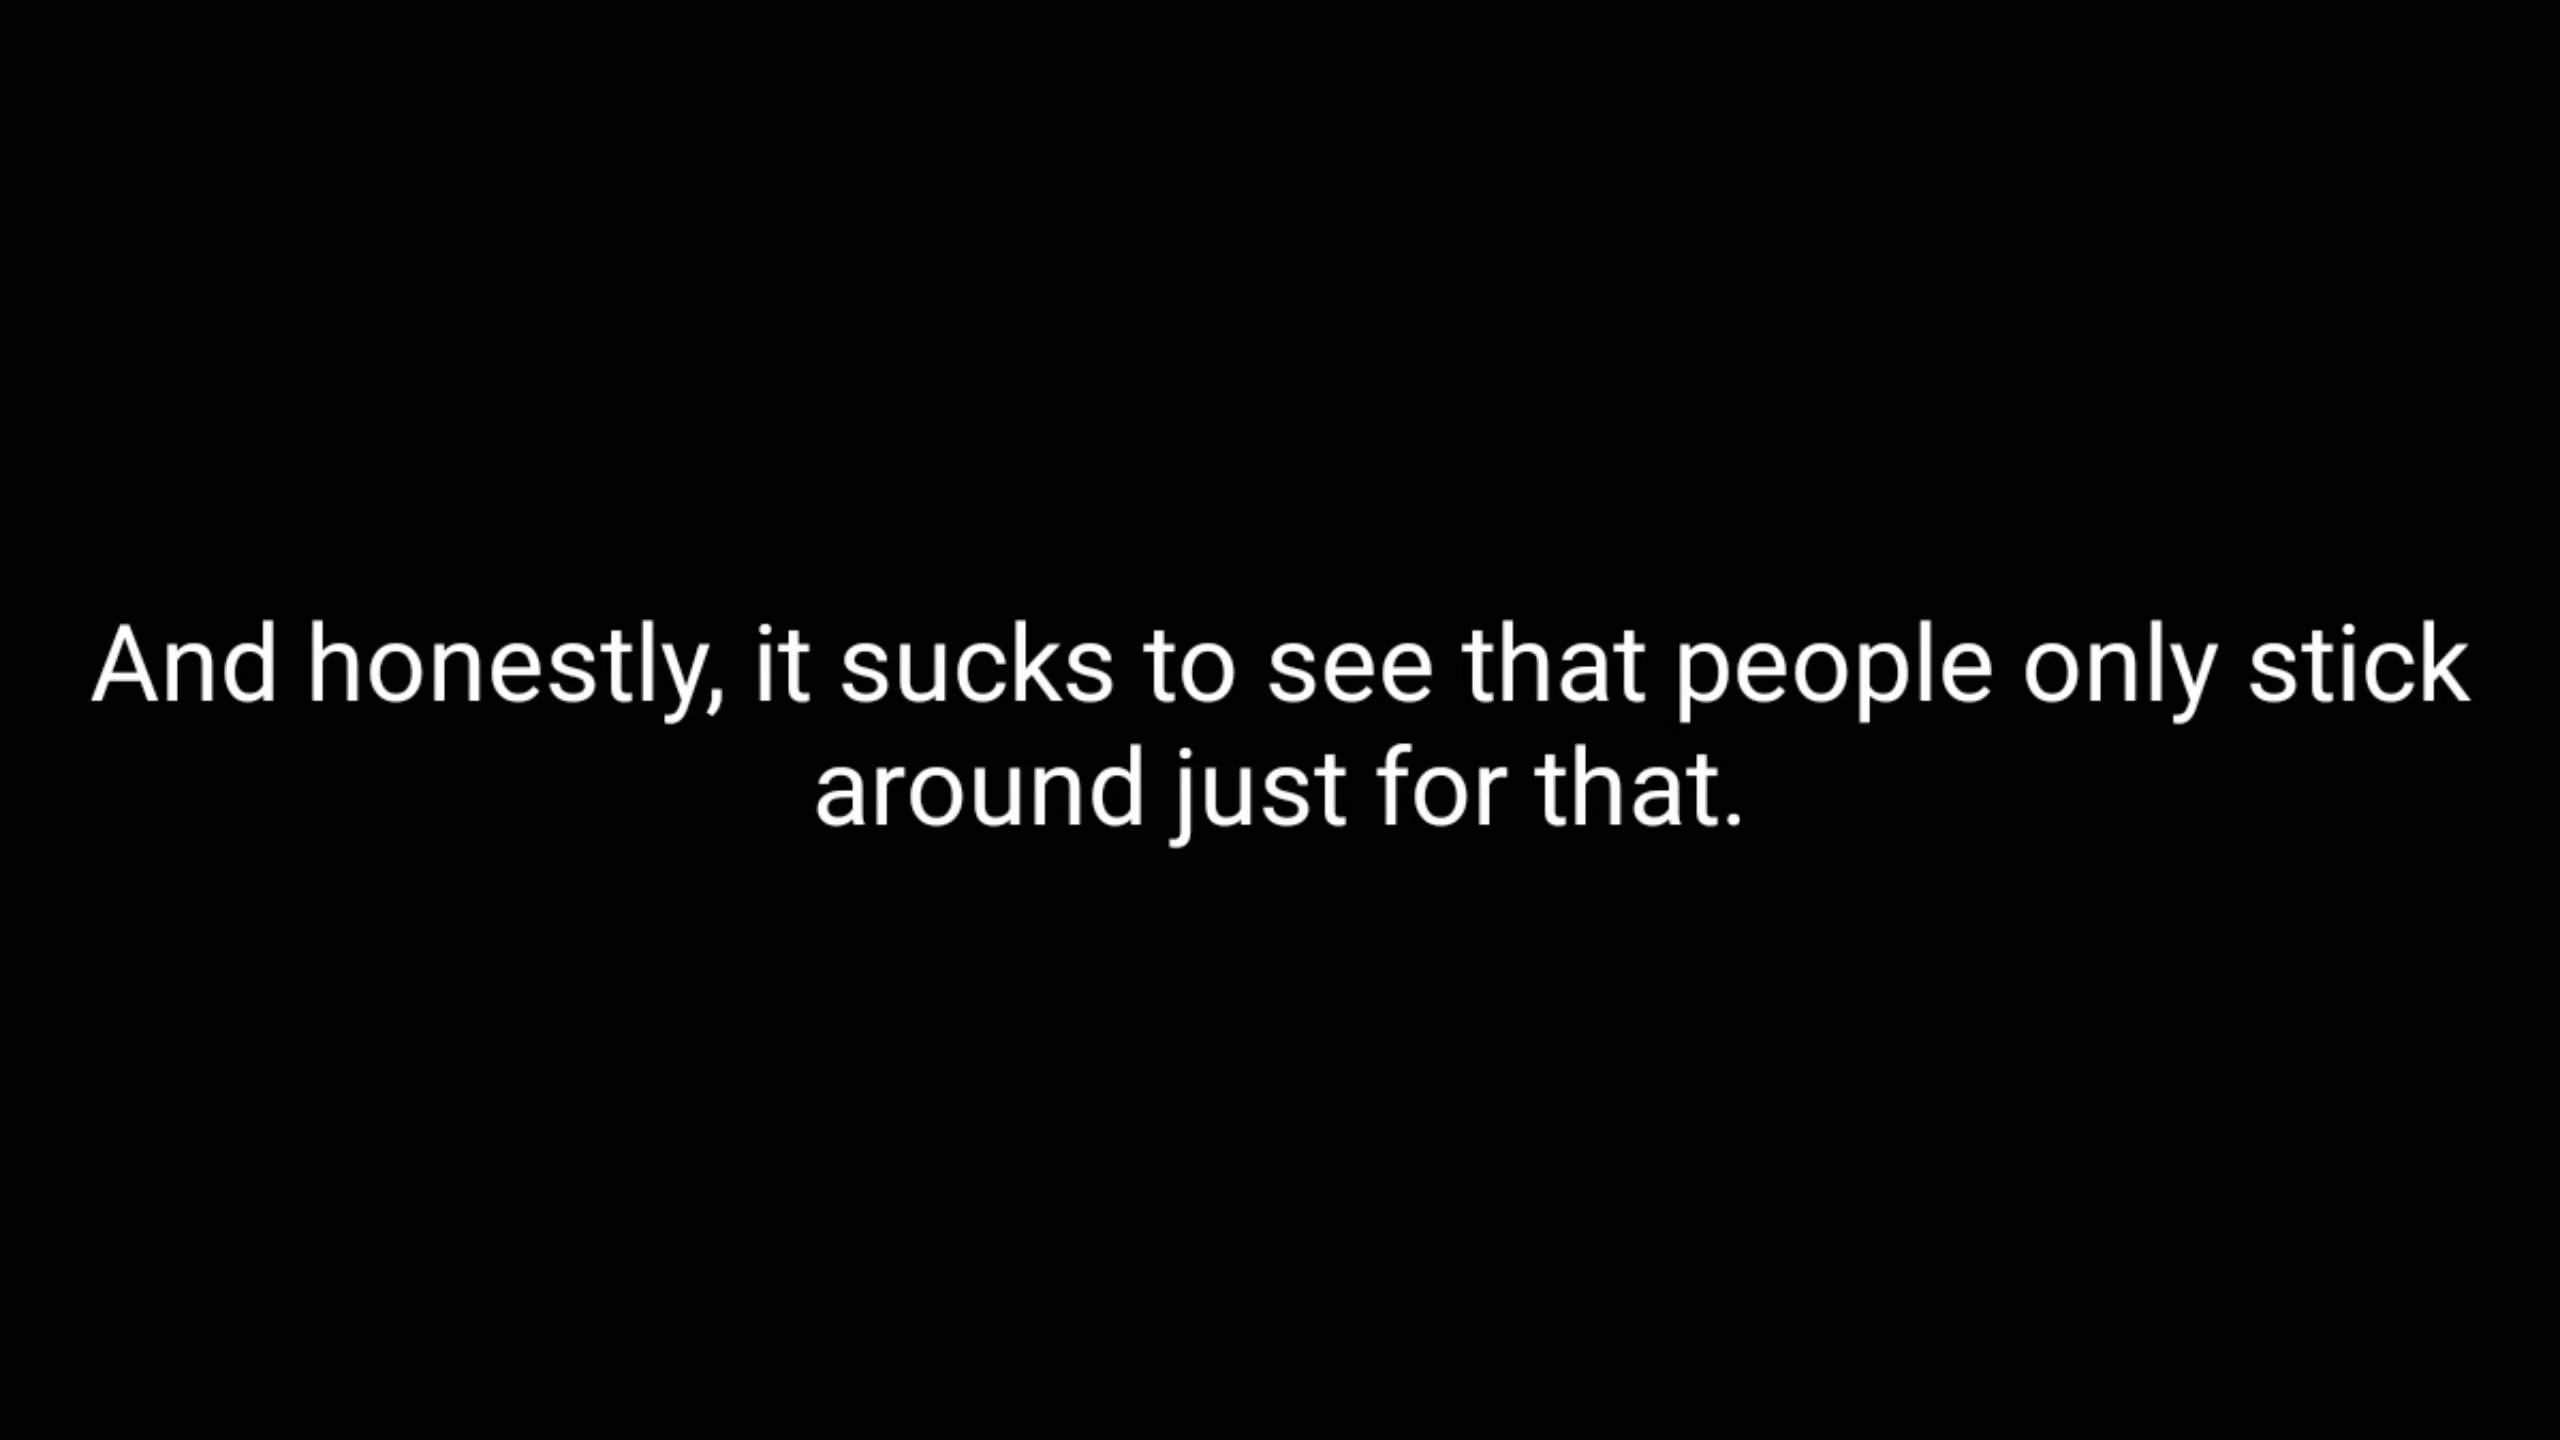 And honestly, it sucks to see that people only stick
around just for that.